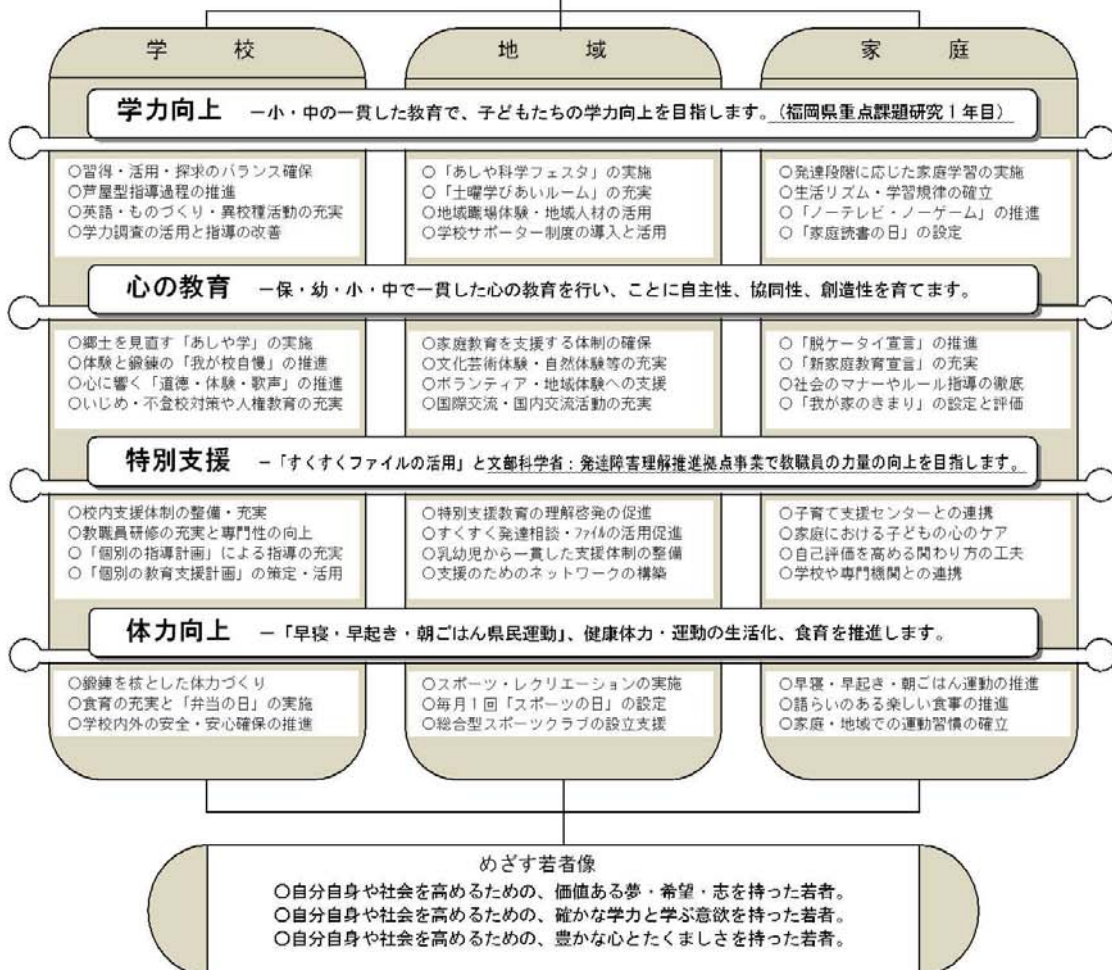 学校
地域
家庭
学力向上 －小・中の一貫した教育で、子どもたちの学力向上を目指します。(福岡県重点課題研究１年目)
○習得・活用・探求のバランス確保
○芦屋型指導過程の推進
○英語・ものづくり・異校種活動の充実
○学力調査の活用と指導の改善
○「あしや科学フェスタ」の実施
○「土曜学びあいルーム」の充実
○地域職場体験・地域人材の活用
○学校サポーター制度の導入と活用
○発達段階に応じた家庭学習の実施
○生活リズム・学習規律の確立
○「ノーテレビ・ノーゲーム」の推進
○「家庭読書の日」の設定
心の教育 －保・幼・小・中で一貫した心の教育を行い、ことに自主性、協同性、創造性を育てます。
○郷土を見直す「あしや学」の実施
○体験と鍛錬の「我が校自慢」の推進
○心に響く「道徳・体験・歌声」の推進
○いじめ・不登校対策や人権教育の充実
○家庭教育を支援する体制の確保
○文化芸術体験・自然体験等の充実
○ボランティア・地域体験への支援
○国際交流・国内交流活動の充実
○「脱ケータイ宣言」の推進
○「新家庭教育宣言」の充実
○社会のマナーやルール指導の徹底
○「我が家のきまり」の設定と評価
特別支援 －「すくすくファイルの活用」と文部科学省：発達障害理解推進拠点事業で教職員の力量の向上を目指します。
○校内支援体制の整備・充実
○教職員研修の充実と専門性の向上
○「個別の指導計画」による指導の充実
○「個別の教育支援計画」の策定・活用
○特別支援教育の理解啓発の促進
○すくすく発達相談・ﾌｧｲﾙの活用促進
○乳幼児から一貫した支援体制の整備
○支援のためのネットワークの構築
○子育て支援センターとの連携
○家庭における子どもの心のケア
○自己評価を高める関わり方の工夫
○学校や専門機関との連携
体力向上 －「早寝・早起き・朝ごはん県民運動」、健康体力・運動の生活化、食育を推進します。
○鍛錬を核とした体力づくり
○食育の充実と「弁当の日」の実施
○学校内外の安全・安心確保の推進
○スポーツ・レクリエーションの実施
○毎月１回「スポーツの日」の設定
○総合型スポーツクラブの設立支援
○早寝・早起き・朝ごはん運動の推進
○語らいのある楽しい食事の推進
○家庭・地域での運動習慣の確立
めざす若者像
○自分自身や社会を高めるための、価値ある夢・希望・志を持った若者。
○自分自身や社会を高めるための、確かな学力と学ぶ意欲を持った若者。
○自分自身や社会を高めるための、豊かな心とたくましさを持った若者。